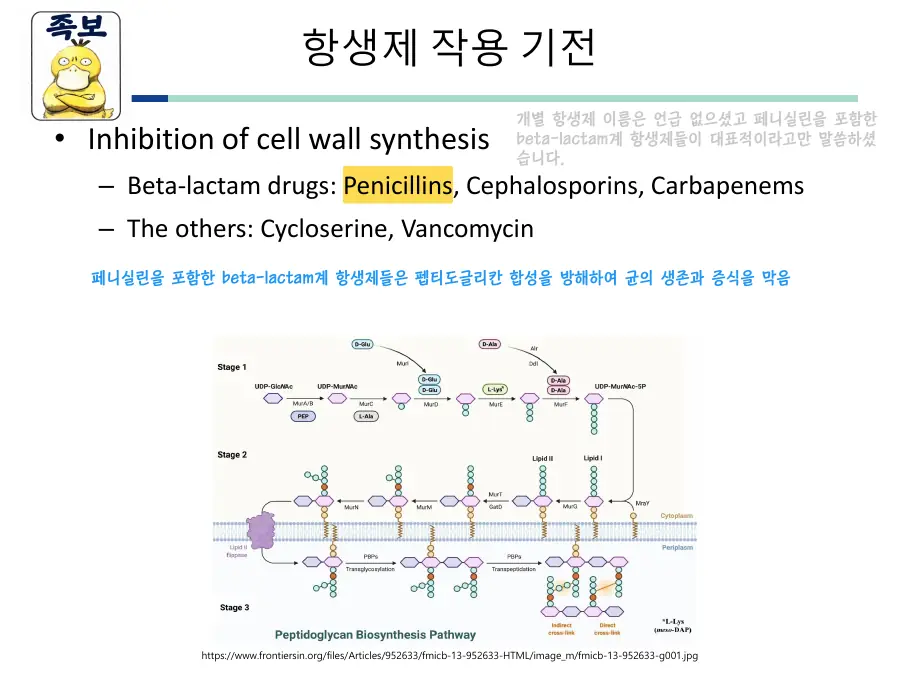 족보
항생제 작용 기전
개별 항생제 이름은 언급 없으셨고 페니실린을 포함한
beta-lactam계 항생제들이 대표적이라고만 말씀하셨
습니다.
• Inhibition of cell wall synthesis
– Beta-lactam drugs: Penicillins, Cephalosporins, Carbapenems
– The others: Cycloserine, Vancomycin
페니실린을 포함한 beta-lactam계 항생제들은 펩티도글리칸 합성을 방해하여 균의 생존과 증식을 막음
D-Glu
D-Ala
Alr
Ddl
MurI
Stage 1
D-Glu
D-Glu
D-Ala
D-Ala
UDP-GlcNAc
UDP-MurNAc
L-Lys*
UDP-MurNAc-5P
MurA/B
MurC
MurD
MurE
MurF
PEP
L-Ala
Stage 2
Lipid II
Lipid I
MurN
MurM
MurT
GatD
MurG
MraY
Cytoplasm
Lipid II
Flippase
Periplasm
PBPs
Transglycosylation
PBPs
Transpeptidation
Stage 3
Indirect
cross-link
Direct
cross-link
*L-Lys
(meso-DAP)
Peptidoglycan Biosynthesis Pathway
https://www.frontiersin.org/files/Articles/952633/fmicb-13-952633-HTML/image_m/fmicb-13-952633-g001.jpg